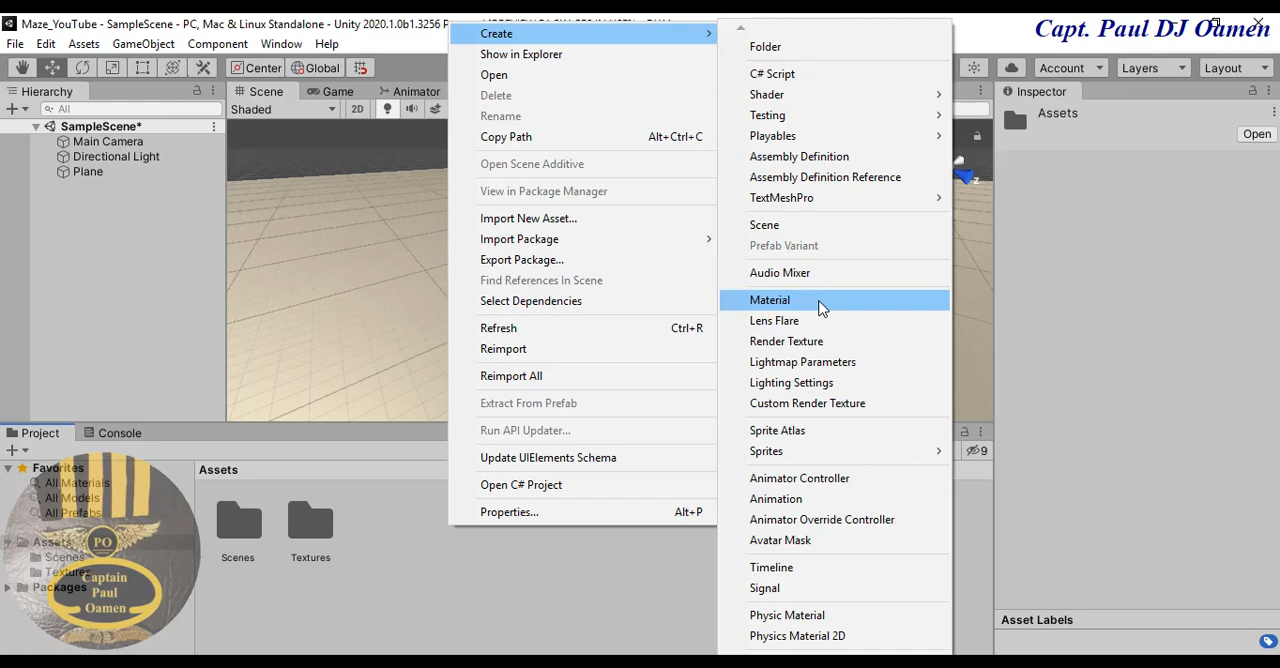 Maze_YouTube - SampleScene - PC, Mac & Linux Standalone - Unity 2020.1.0b1.3256 P
Capt. Paul DJ Oamen
File Edit Assets GameObject Component Window Help
Center Global Account Layers Layout
Hierarchy
All
SampleScene*
Main Camera
Directional Light
Plane
Scene Game Animator
Shaded 2D
Create
Show in Explorer
Open
Delete
Rename
Copy Path Alt+Ctrl+C
Open Scene Additive
View in Package Manager
Import New Asset...
Import Package
Export Package...
Find References In Scene
Select Dependencies
Refresh Ctrl+R
Reimport
Reimport All
Extract From Prefab
Run API Updater...
Update UIElements Schema
Open C# Project
Properties... Alt+P
Folder
C# Script
Shader
Testing
Playables
Assembly Definition
Assembly Definition Reference
TextMeshPro
Scene
Prefab Variant
Audio Mixer
Material
Lens Flare
Render Texture
Lightmap Parameters
Lighting Settings
Custom Render Texture
Sprite Atlas
Sprites
Animator Controller
Animation
Animator Override Controller
Avatar Mask
Timeline
Signal
Physic Material
Physics Material 2D
z
Inspector
Assets
Open
9
Asset Labels
Project Console
Favorites
All Materials
All Models
All Prefabs
Assets
Scenes
Textures
Packages
Assets
Scenes Textures
PO
Captain
Paul
Oamen